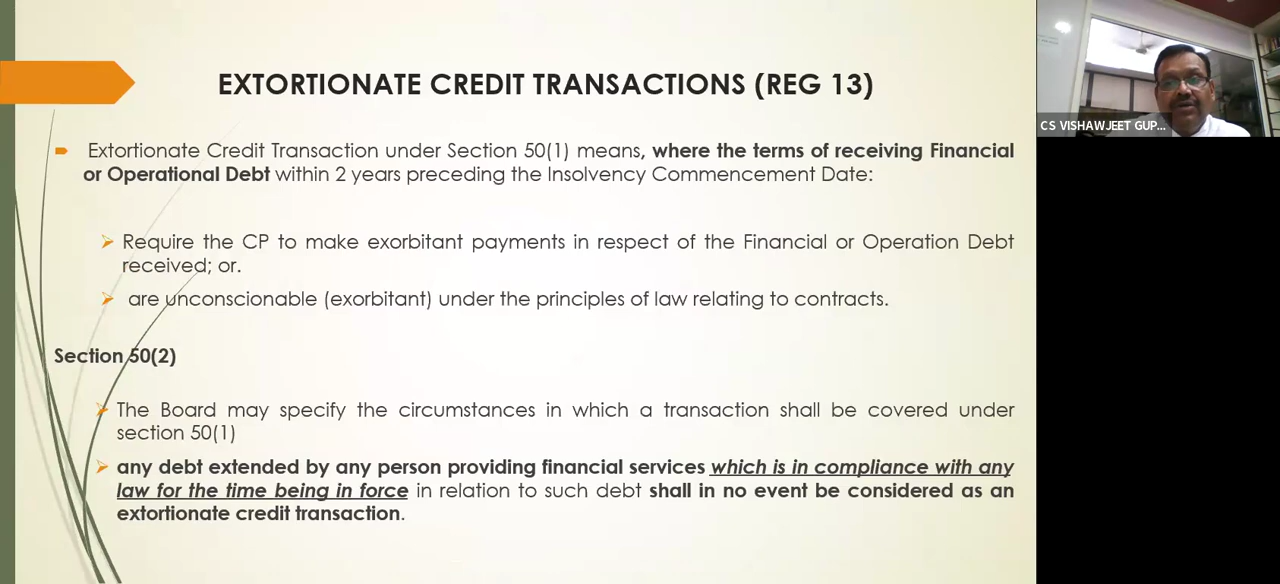 EXTORTIONATE CREDIT TRANSACTIONS (REG 13)
Extortionate Credit Transaction under Section 50(1) means, where the terms of receiving Financial
or Operational Debt within 2 years preceding the Insolvency Commencement Date:
Require the CP to make exorbitant payments in respect of the Financial or Operation Debt
received; or.
are unconscionable (exorbitant) under the principles of law relating to contracts.
Section 50(2)
The Board may specify the circumstances in which a transaction shall be covered under
section 50(1)
any debt extended by any person providing financial services which is in compliance with any
law for the time being in force in relation to such debt shall in no event be considered as an
extortionate credit transaction.
CS VISHAWJEET GUP...